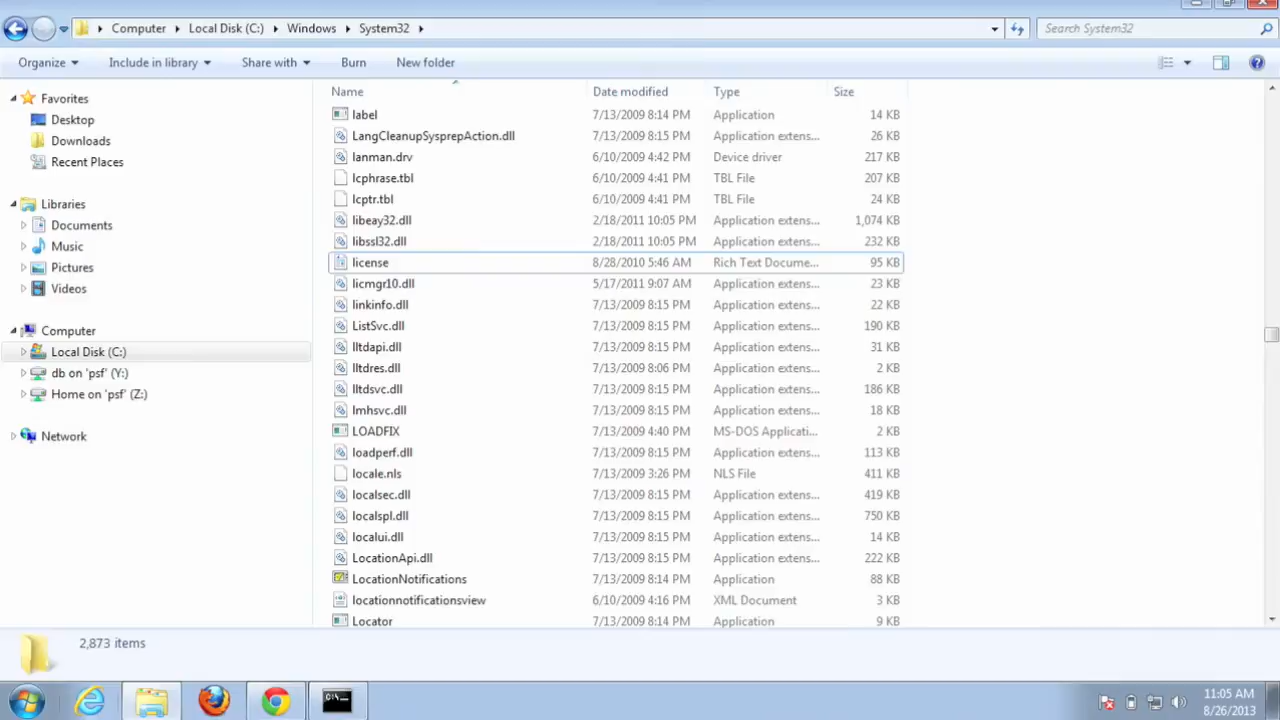 Computer Local Disk (C:) Windows System32 Search System32
Organize Include in library Share with Burn New folder
Favorites
Desktop
Downloads
Recent Places
Libraries
Documents
Music
Pictures
Videos
Computer
Local Disk (C:)
db on 'psf' (Y:)
Home on 'psf' (Z:)
Network
Name Date modified Type Size
label 7/13/2009 8:14 PM Application 14 KB
LangCleanupSysprepAction.dll 7/13/2009 8:15 PM Application extens... 26 KB
lanman.drv 6/10/2009 4:42 PM Device driver 217 KB
lcphrase.tbl 6/10/2009 4:41 PM TBL File 207 KB
lcptr.tbl 6/10/2009 4:41 PM TBL File 24 KB
libeay32.dll 2/18/2011 10:05 PM Application extens... 1,074 KB
libssl32.dll 2/18/2011 10:05 PM Application extens... 232 KB
license 8/28/2010 5:46 AM Rich Text Docume... 95 KB
licmgr10.dll 5/17/2011 9:07 AM Application extens... 23 KB
linkinfo.dll 7/13/2009 8:15 PM Application extens... 22 KB
ListSvc.dll 7/13/2009 8:15 PM Application extens... 190 KB
lltdapi.dll 7/13/2009 8:15 PM Application extens... 31 KB
lltdres.dll 7/13/2009 8:06 PM Application extens... 2 KB
lltdsvc.dll 7/13/2009 8:15 PM Application extens... 186 KB
lmhsvc.dll 7/13/2009 8:15 PM Application extens... 18 KB
LOADFIX 7/13/2009 4:40 PM MS-DOS Applicati... 2 KB
loadperf.dll 7/13/2009 8:15 PM Application extens... 113 KB
locale.nls 7/13/2009 3:26 PM NLS File 411 KB
localsec.dll 7/13/2009 8:15 PM Application extens... 419 KB
localspl.dll 7/13/2009 8:15 PM Application extens... 750 KB
localui.dll 7/13/2009 8:15 PM Application extens... 14 KB
LocationApi.dll 7/13/2009 8:15 PM Application extens... 222 KB
LocationNotifications 7/13/2009 8:14 PM Application 88 KB
locationnotificationsview 6/10/2009 4:16 PM XML Document 3 KB
Locator 7/13/2009 8:14 PM Application 9 KB
2,873 items
11:05 AM
8/26/2013